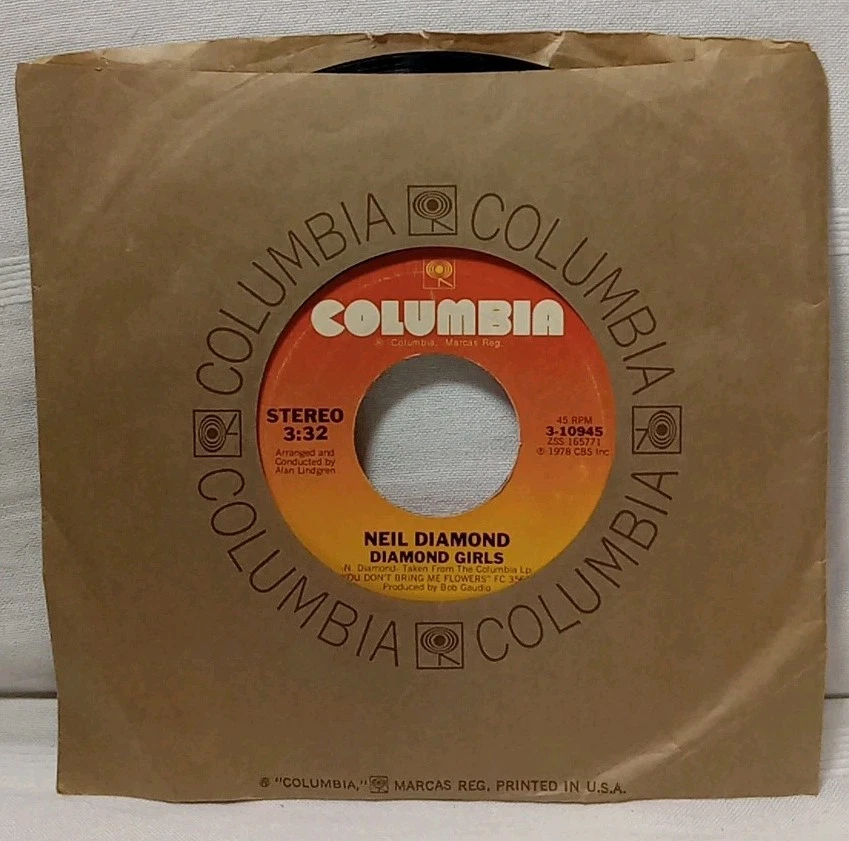 COLUMBIA COLUMBIA
COLUMBIA COLUMBIA
COLUMBIA COLUMBIA
COLUMBIA
® Columbia, Marcas Reg.
STEREO
3:32
Arranged and
Conducted by
Alan Lindgren
45 RPM
3-10945
ZSS 165771
℗ 1978 CBS Inc
NEIL DIAMOND
DIAMOND GIRLS
N. Diamond- Taken From The Columbia Lp
DON'T BRING ME FLOWERS" FC
Produced by Bob Gaudio
® "COLUMBIA," MARCAS REG. PRINTED IN U.S.A.